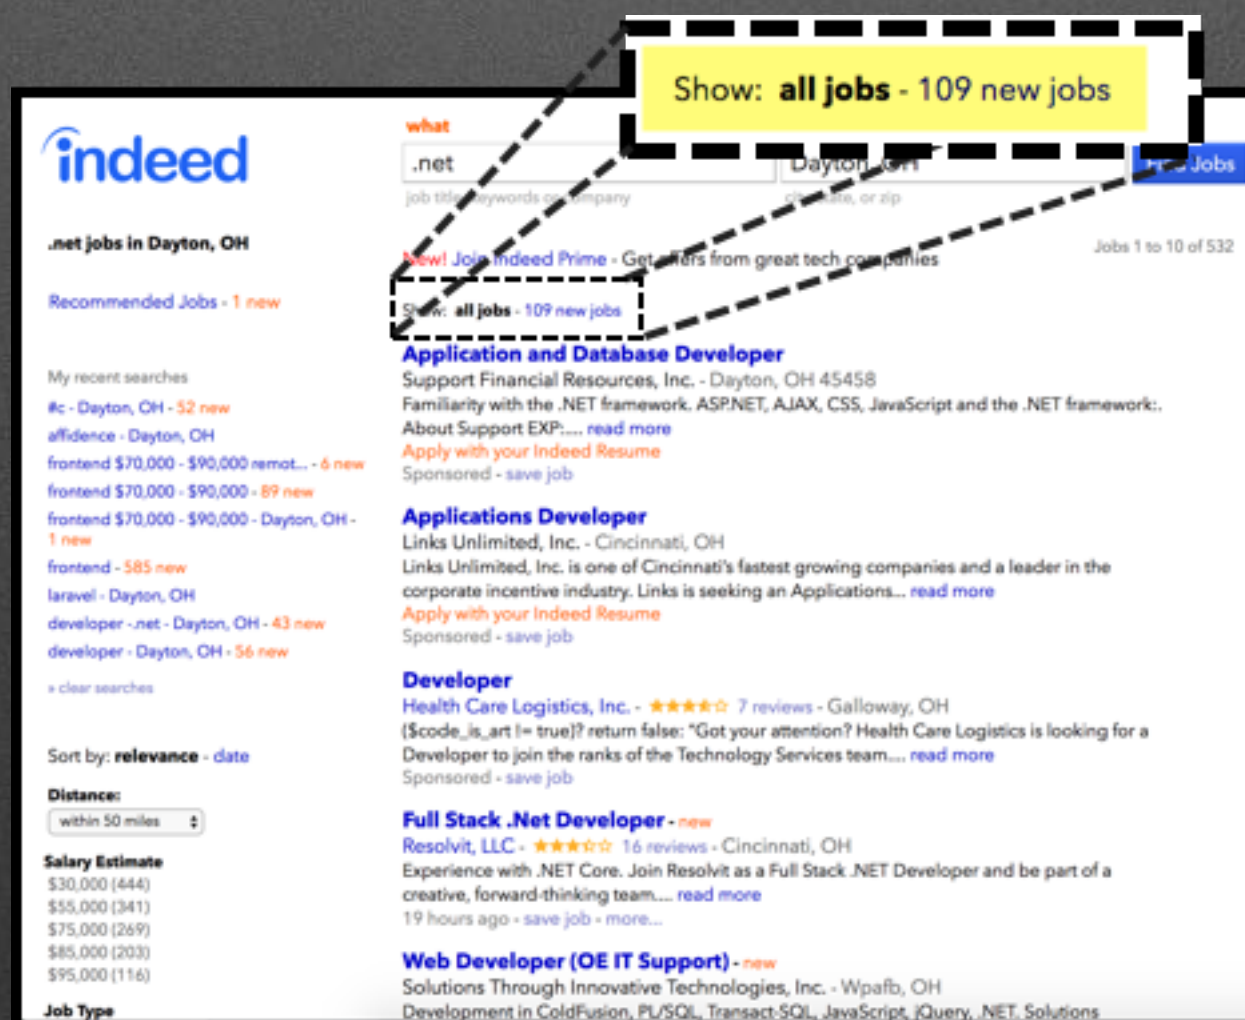 Show: all jobs - 109 new jobs
indeed
what
.net
Dayton, OH
Find Jobs
job title, keywords or company
city, state, or zip
.net jobs in Dayton, OH
New! Join Indeed Prime - Get offers from great tech companies
Jobs 1 to 10 of 532
Recommended Jobs - 1 new
Show: all jobs - 109 new jobs
My recent searches
#c - Dayton, OH - 52 new
affidence - Dayton, OH
frontend $70,000 - $90,000 remot... - 6 new
frontend $70,000 - $90,000 - 89 new
frontend $70,000 - $90,000 - Dayton, OH -
1 new
frontend - 585 new
laravel - Dayton, OH
developer -.net - Dayton, OH - 43 new
developer - Dayton, OH - 56 new
» clear searches
Sort by: relevance - date
Distance:
within 50 miles
Salary Estimate
$30,000 (444)
$55,000 (341)
$75,000 (269)
$85,000 (203)
$95,000 (116)
Job Type
Application and Database Developer
Support Financial Resources, Inc. - Dayton, OH 45458
Familiarity with the .NET framework. ASP.NET, AJAX, CSS, JavaScript and the .NET framework:.
About Support EXP:.... read more
Apply with your Indeed Resume
Sponsored - save job
Applications Developer
Links Unlimited, Inc. - Cincinnati, OH
Links Unlimited, Inc. is one of Cincinnati's fastest growing companies and a leader in the
corporate incentive industry. Links is seeking an Applications... read more
Apply with your Indeed Resume
Sponsored - save job
Developer
Health Care Logistics, Inc. - 7 reviews - Galloway, OH
($code_is_art != true)? return false: "Got your attention? Health Care Logistics is looking for a
Developer to join the ranks of the Technology Services team.... read more
Sponsored - save job
Full Stack .Net Developer - new
Resolvit, LLC - 16 reviews - Cincinnati, OH
Experience with .NET Core. Join Resolvit as a Full Stack .NET Developer and be part of a
creative, forward-thinking team.... read more
19 hours ago - save job - more...
Web Developer (OE IT Support) - new
Solutions Through Innovative Technologies, Inc. - Wpafb, OH
Development in ColdFusion, PL/SQL, Transact-SQL, JavaScript, jQuery, .NET. Solutions